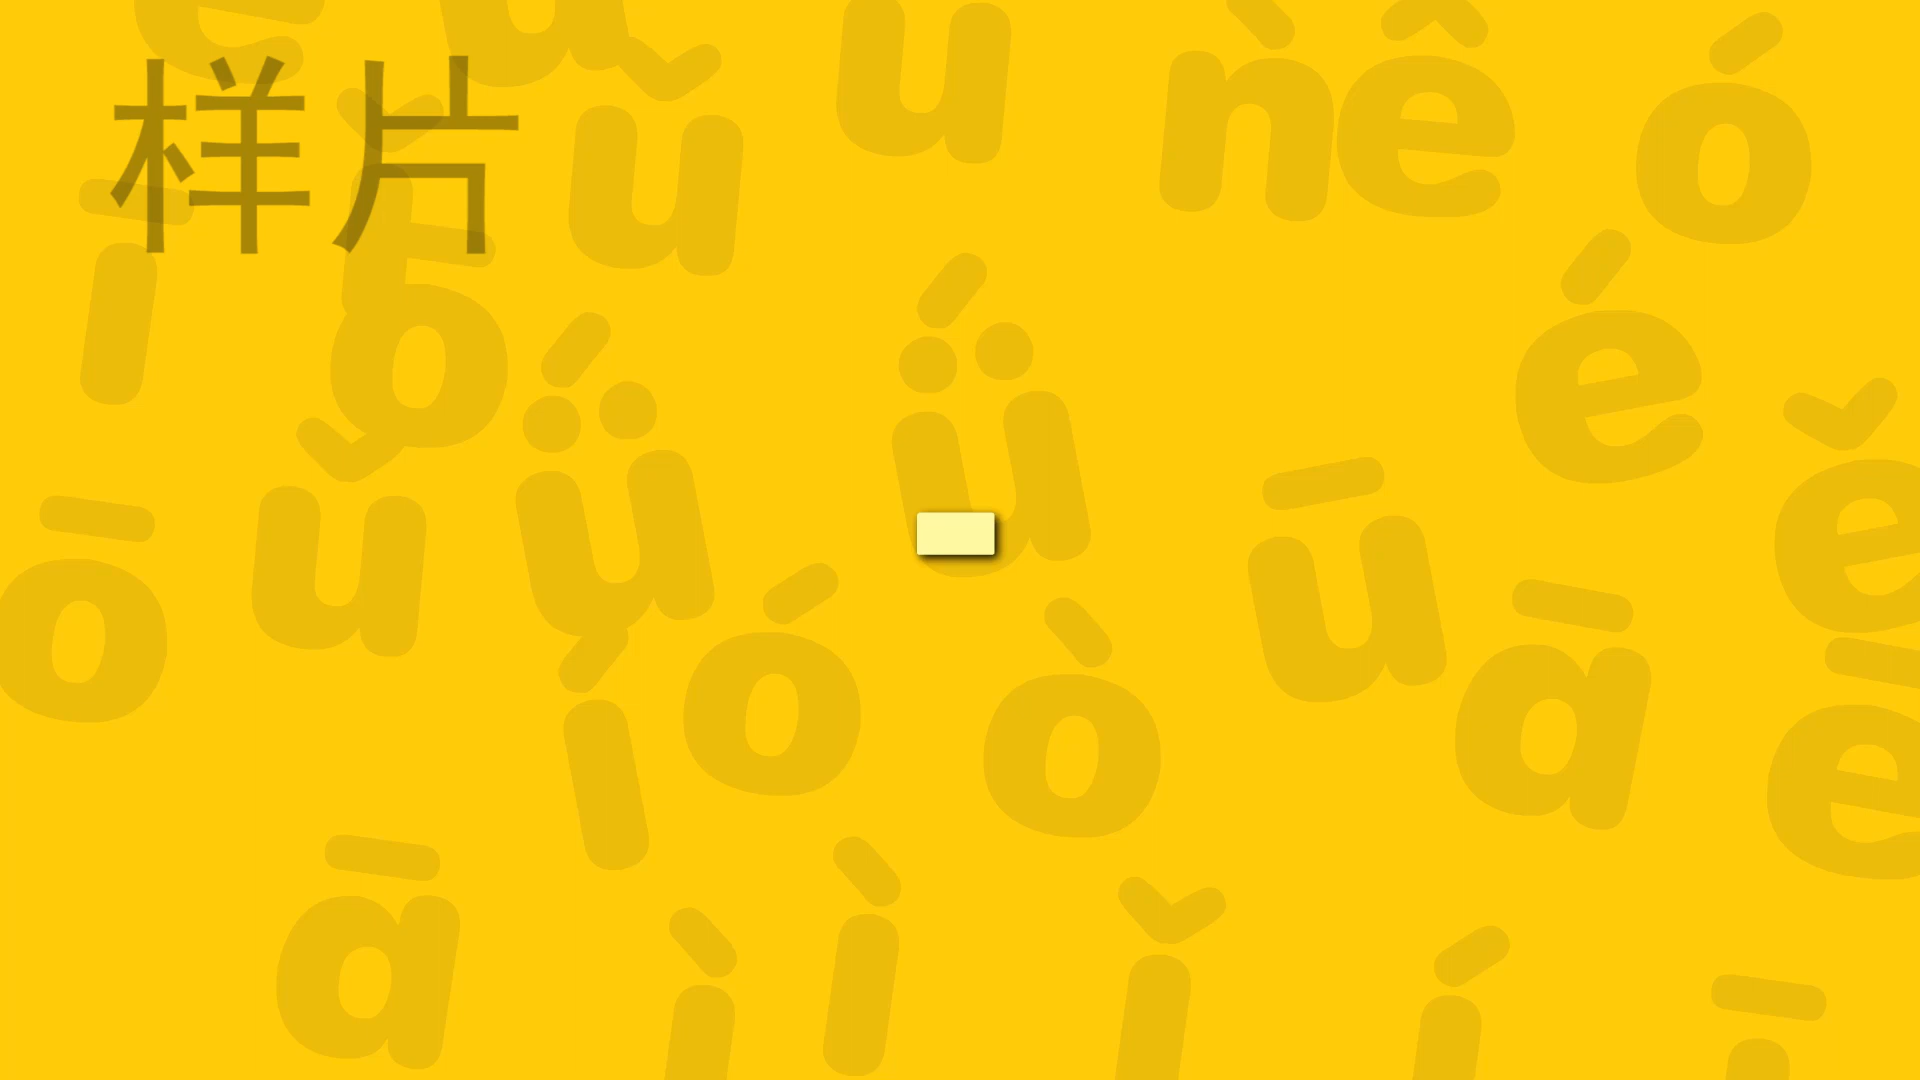 样片
u
ǔ
ǹ
ê
ó
ī
é
ǘ
ǘ
ě
ō
ǔ
ū
ó
ò
ā
í
ē
ā
ì
ì
ǐ
í
ī